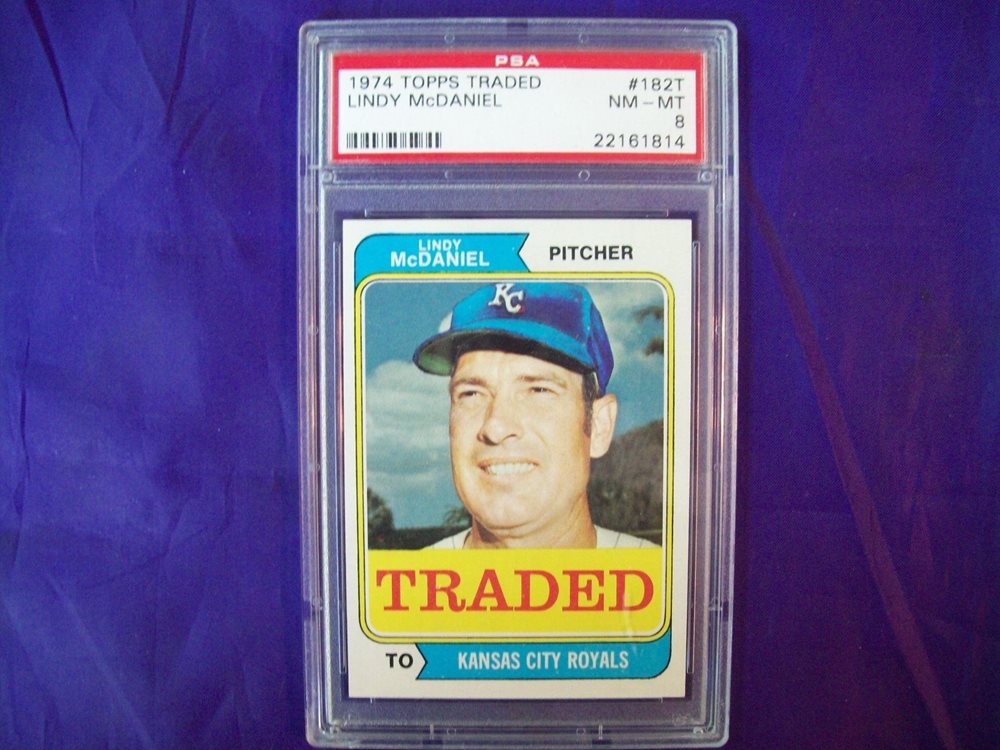 PSA
1974 TOPPS TRADED #182T
LINDY McDANIEL NM - MT
8
22161814
LINDY
McDANIEL
PITCHER
KC
TRADED
TO KANSAS CITY ROYALS